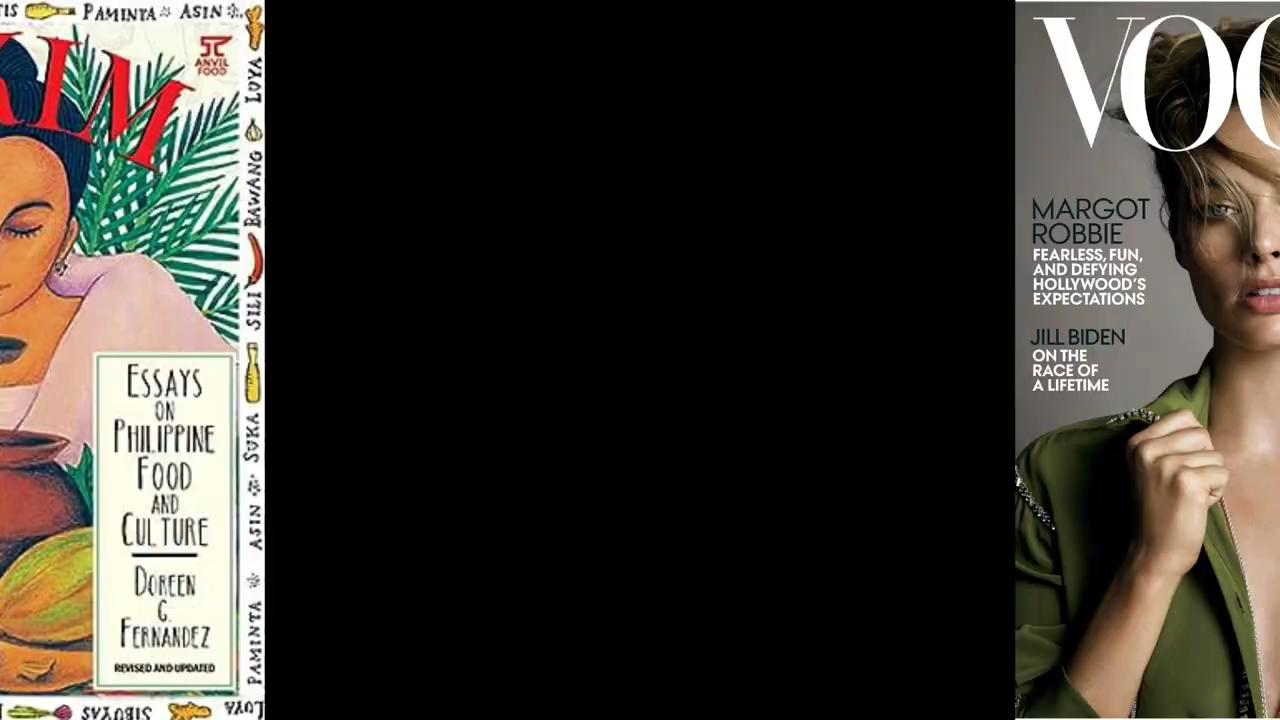 PAMINTA ASIN
LUYA
BAWANG
SILI
SUKA
ASIN
PAMINTA
ANVIL
FOOD
ESSAYS
ON
PHILIPPINE
FOOD
AND
CULTURE
DOREEN
G.
FERNANDEZ
REVISED AND UPDATED
SIBUYAS
LUYA
VOG
MARGOT
ROBBIE
FEARLESS, FUN,
AND DEFYING
HOLLYWOOD'S
EXPECTATIONS
JILL BIDEN
ON THE
RACE OF
A LIFETIME